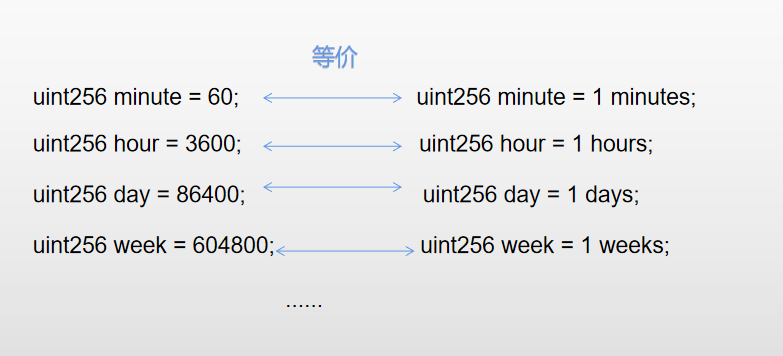 等价
uint256 minute = 60; uint256 minute = 1 minutes;
uint256 hour = 3600; uint256 hour = 1 hours;
uint256 day = 86400; uint256 day = 1 days;
uint256 week = 604800; uint256 week = 1 weeks;
......